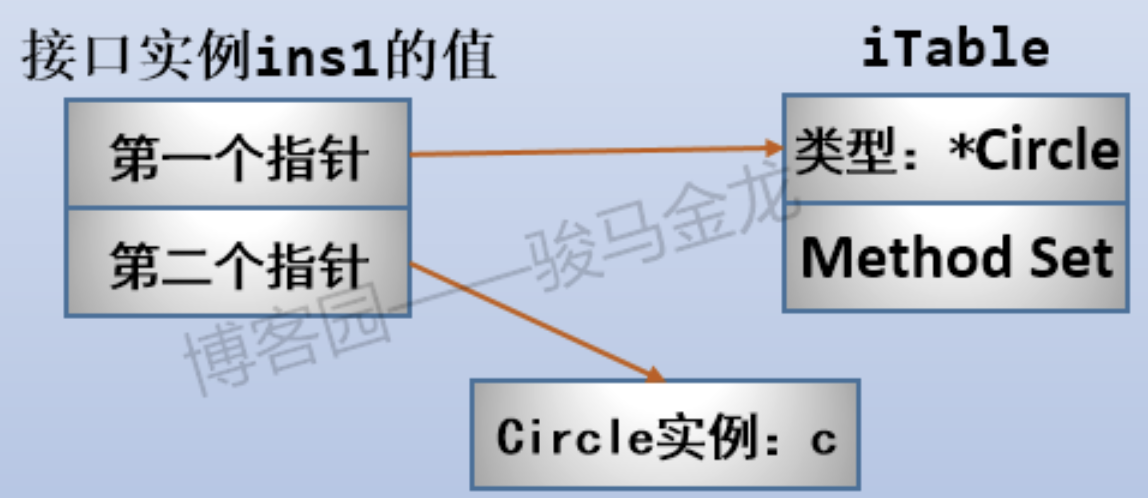 接口实例ins1的值
iTable
第一个指针
类型：*Circle
第二个指针
Method Set
博客园——骏马金龙
Circle实例：c